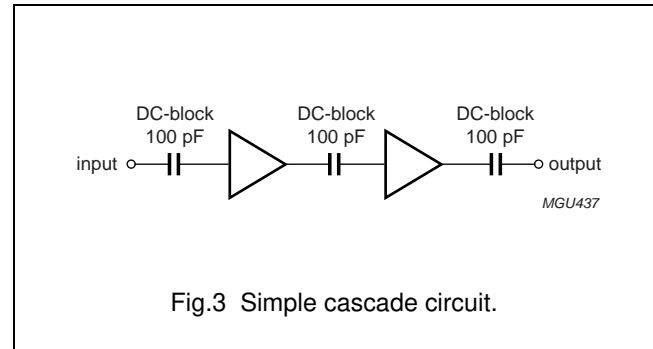 DC-block DC-block DC-block
100 pF 100 pF 100 pF
input output
MGU437
Fig.3 Simple cascade circuit.